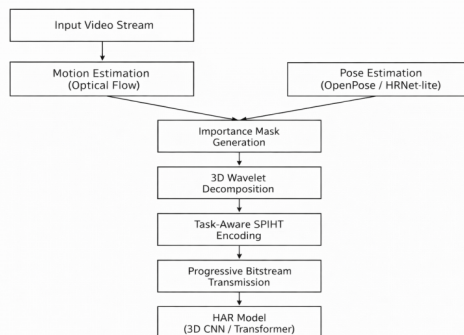 Input Video Stream
Motion Estimation
(Optical Flow)
Pose Estimation
(OpenPose / HRNet-lite)
Importance Mask
Generation
3D Wavelet
Decomposition
Task-Aware SPIHT
Encoding
Progressive Bitstream
Transmission
HAR Model
(3D CNN / Transformer)